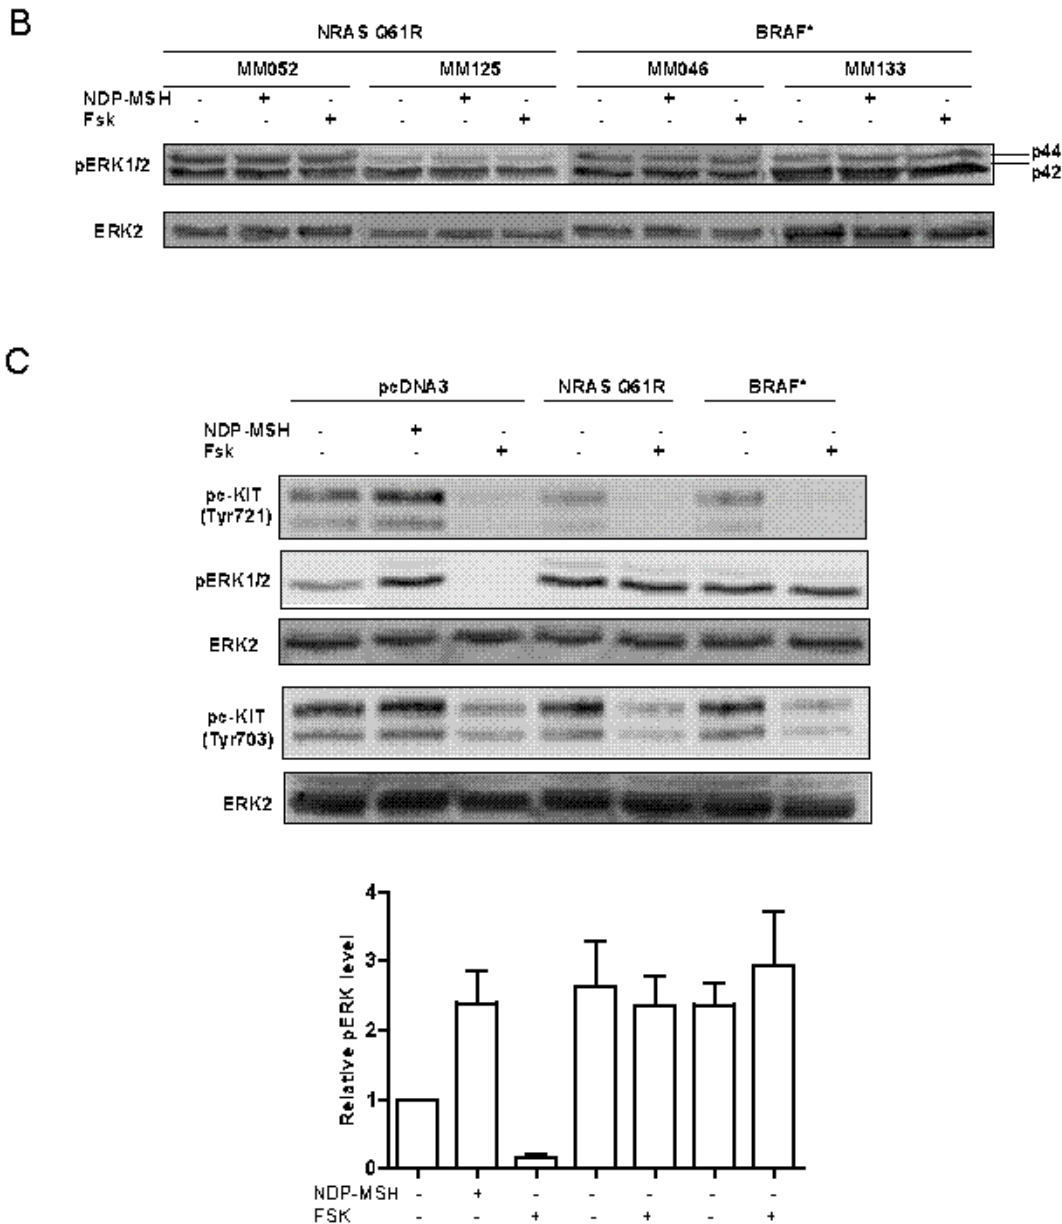 B
NRAS Q61R BRAF*
MM052 MM125 MM046 MM133
NDP-MSH - + - - + - - + - - + -
Fsk - - + - - + - - + - - +
pERK1/2 p44
p42
ERK2
C
pcDNA3 NRAS Q61R BRAF*
NDP-MSH - + - - - - -
Fsk - - + - + - +
pc-KIT
(Tyr721)
pERK1/2
ERK2
pc-KIT
(Tyr703)
ERK2
Relative pERK level
4
3
2
1
0
NDP-MSH - + - - - - -
FSK - - + - + - +